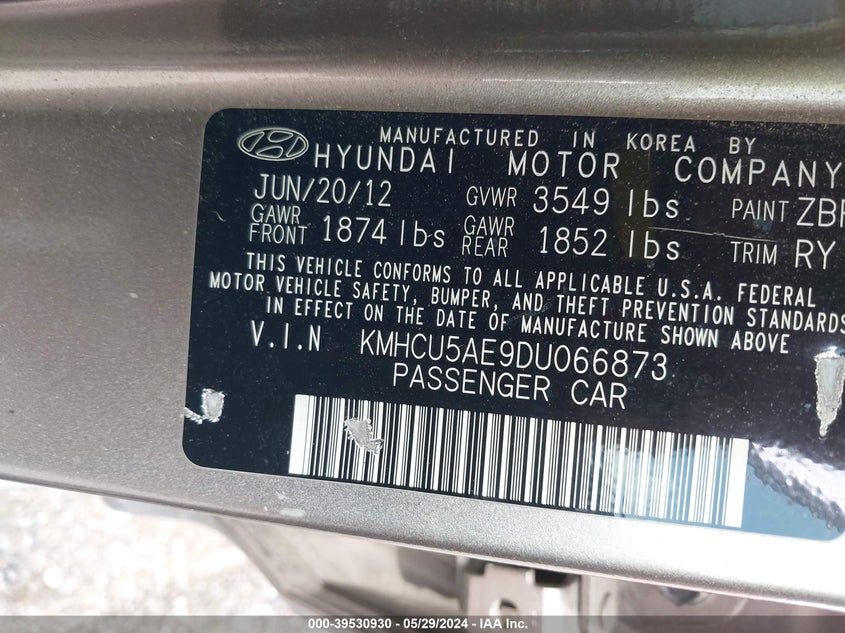 MANUFACTURED IN KOREA BY
HYUNDAI MOTOR COMPANY
JUN/20/12 GVWR 3549 lbs PAINT
GAWR FRONT 1874 lbs GAWR REAR 1852 lbs TRIM RY
THIS VEHICLE CONFORMS TO ALL APPLICABLE U.S.A. FEDERAL
MOTOR VEHICLE SAFETY, BUMPER, AND THEFT PREVENTION STANDARDS
IN EFFECT ON THE DATE OF MANUFACTURE SHOWN ABOVE
V.I.N KMHCU5AE9DU066873
PASSENGER CAR
000-39530930 - 05/29/2024 - IAA Inc.